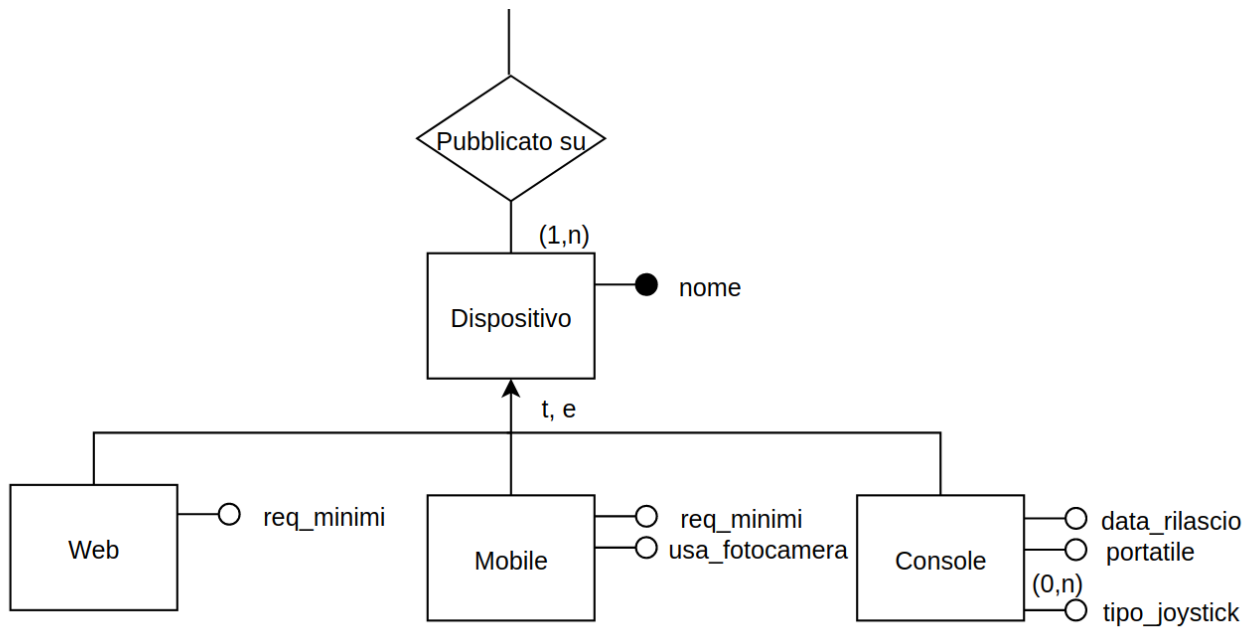 Pubblicato su
(1,n)
nome
Dispositivo
t, e
req_minimi
Web
req_minimi
usa_fotocamera
Mobile
data_rilascio
portatile
(0,n)
tipo_joystick
Console